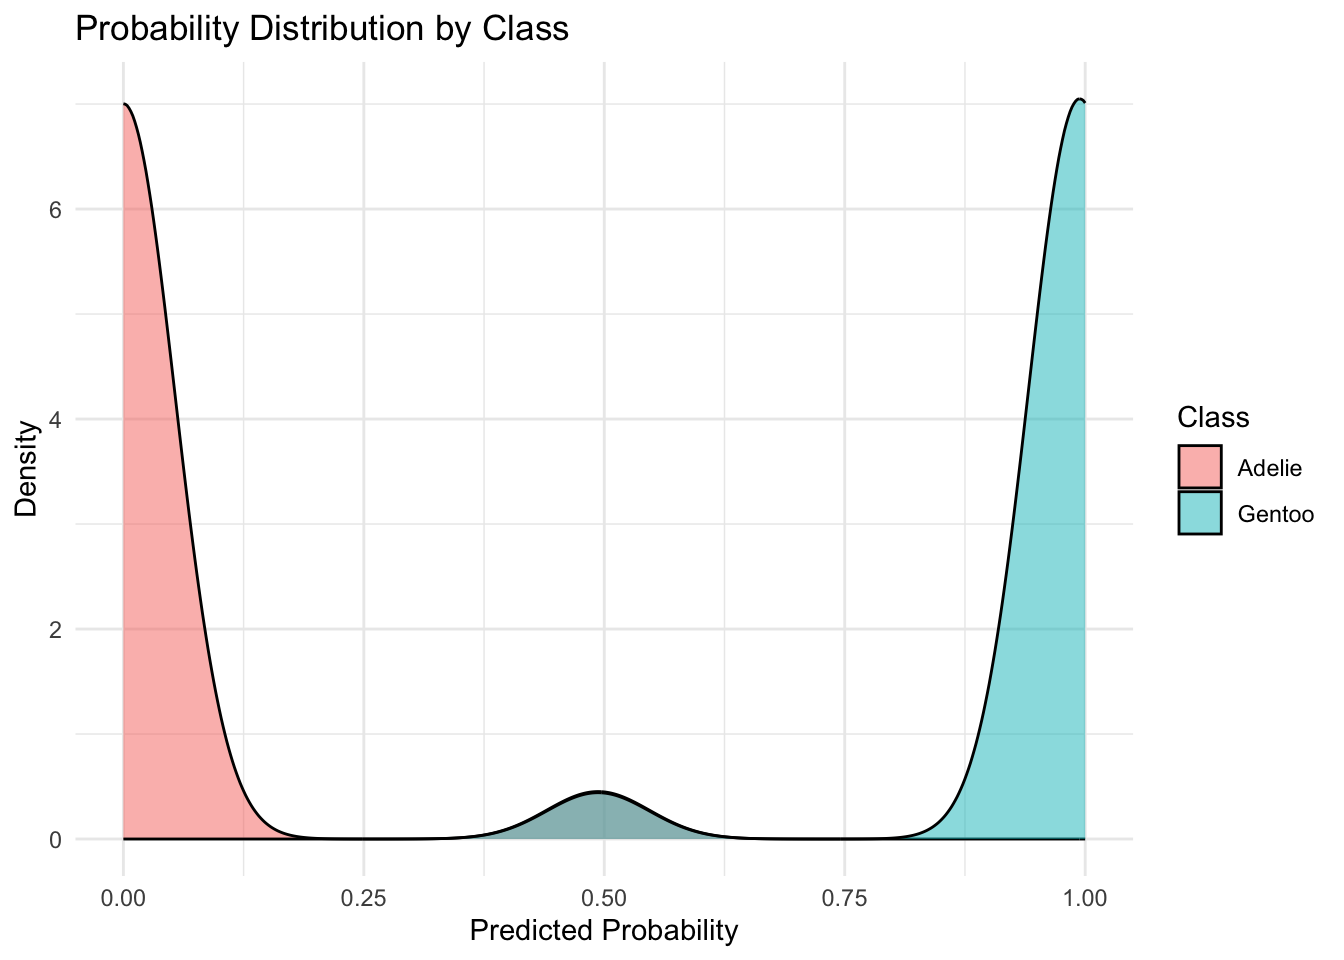 Probability Distribution by Class
Density
6
4
2
0
0.00 0.25 0.50 0.75 1.00
Predicted Probability
Class
Adelie
Gentoo